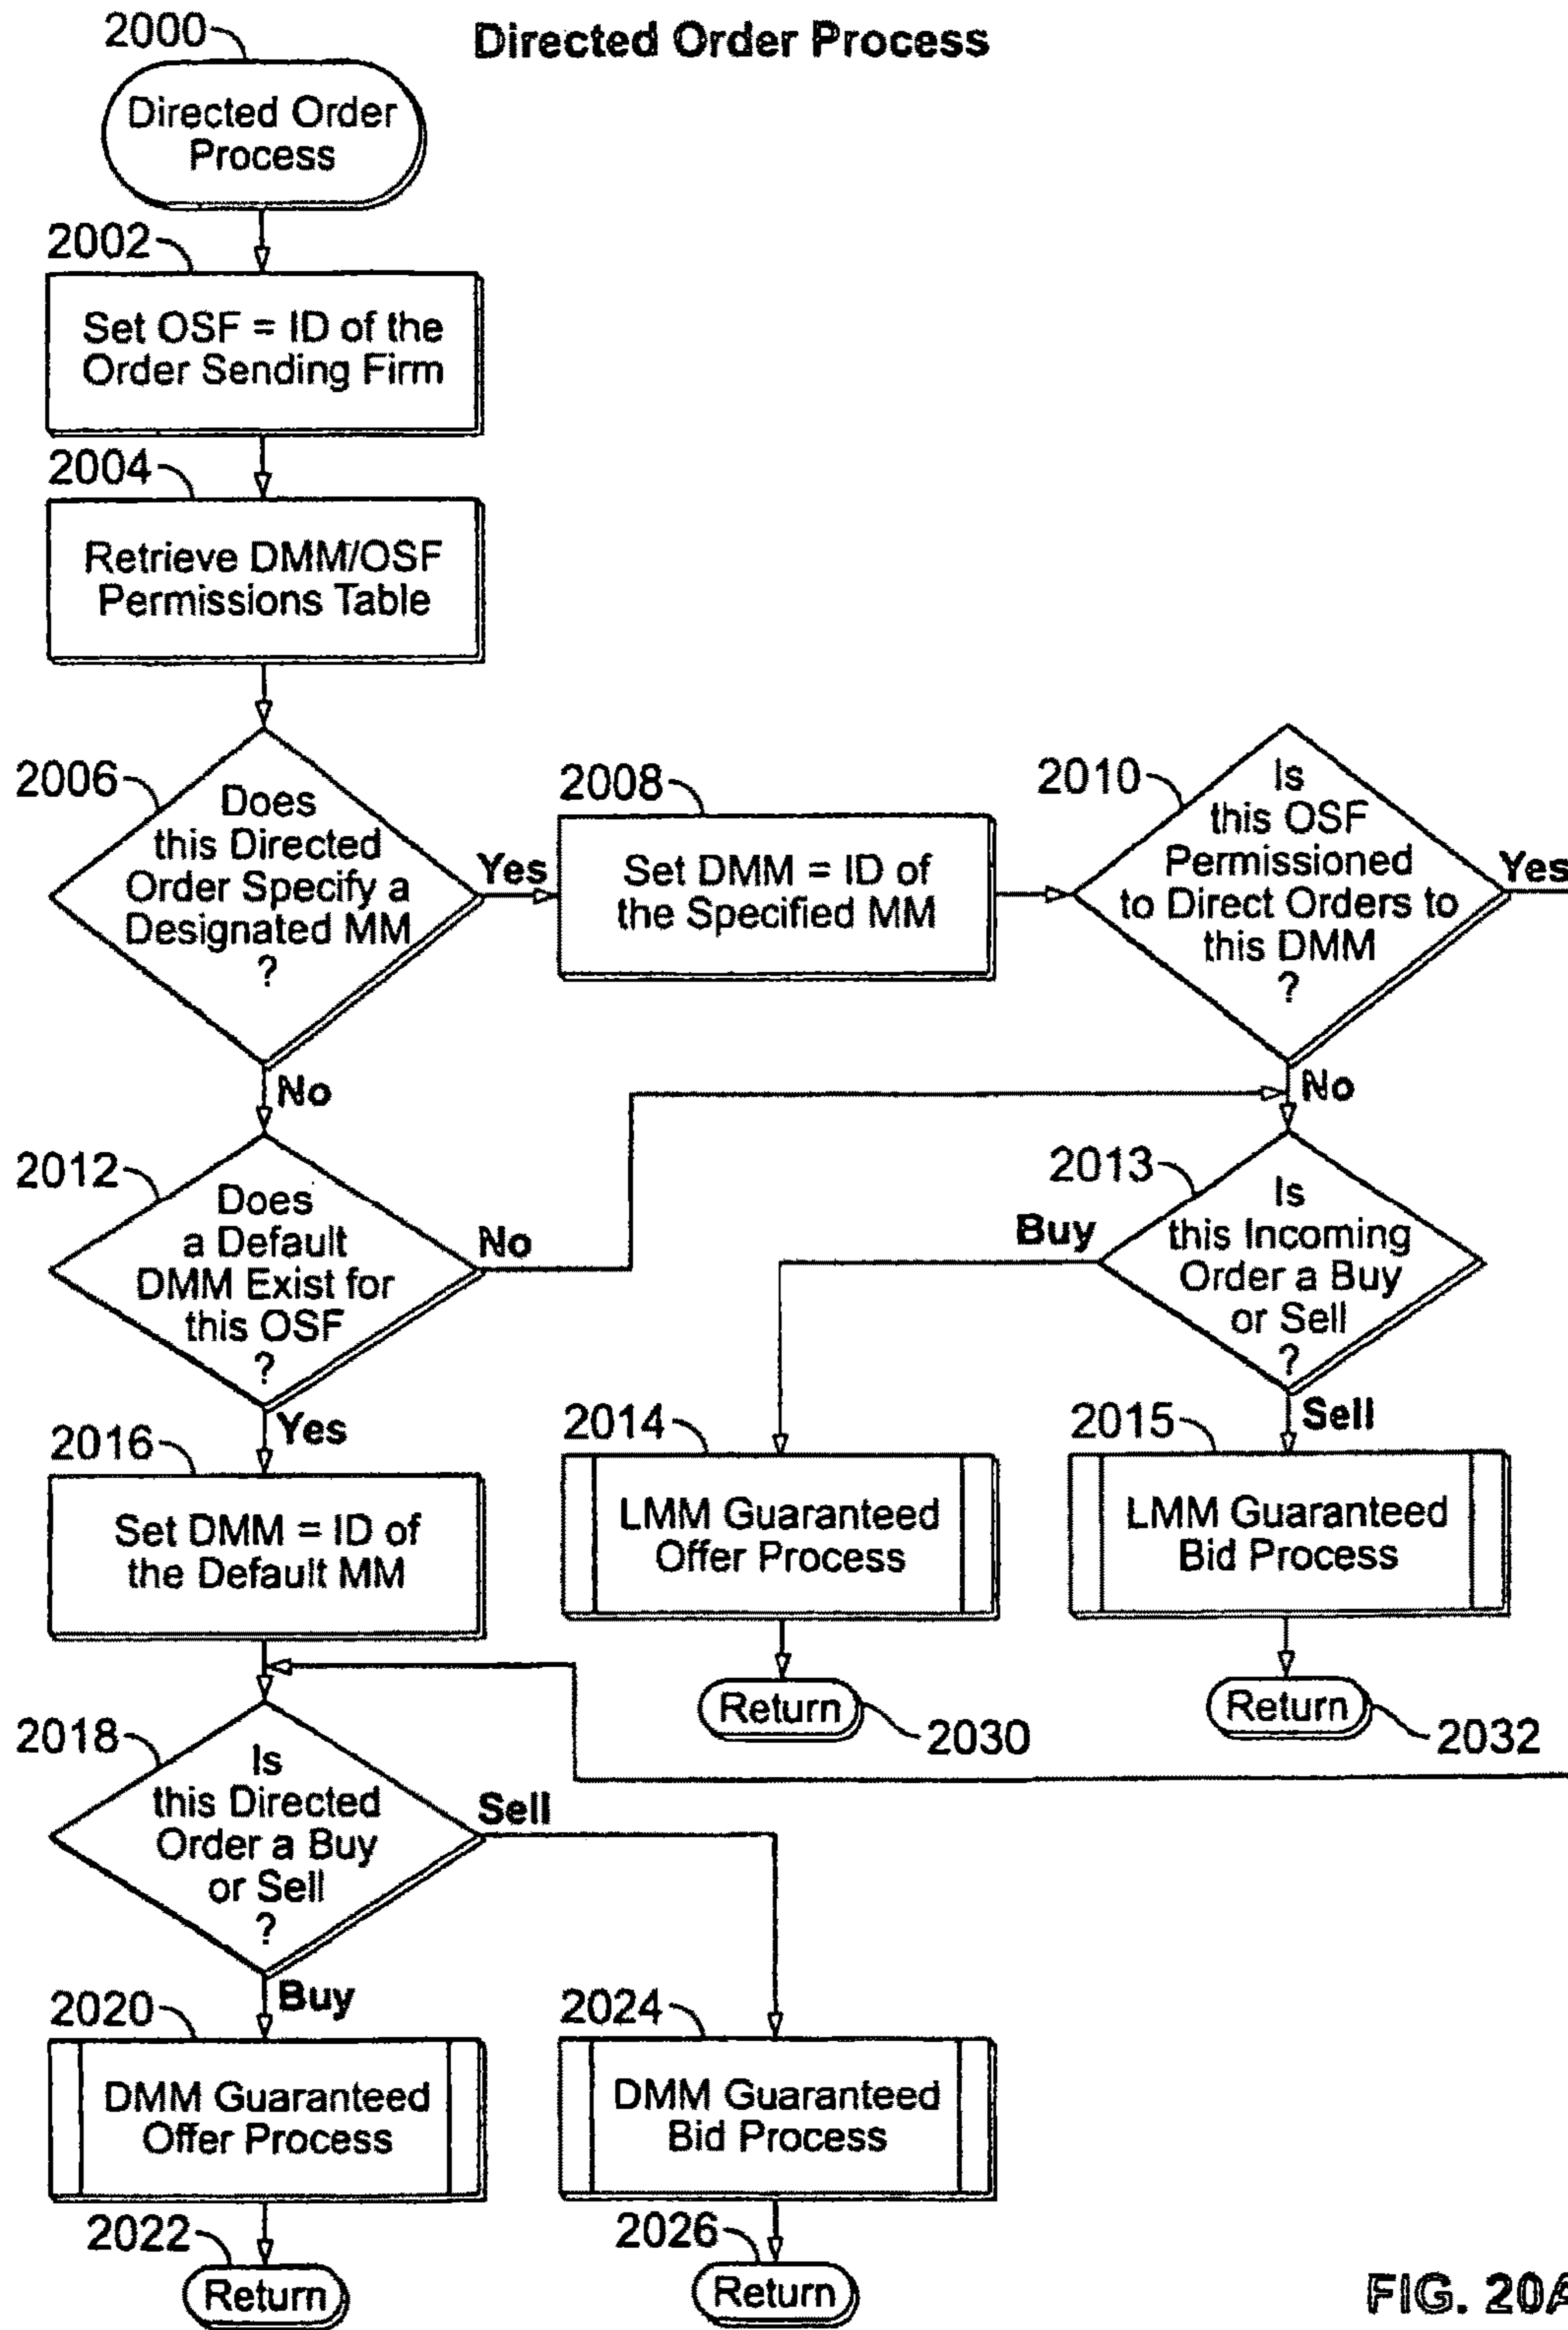 Directed Order Process
2000
Directed Order
Process
2002
Set OSF = ID of the
Order Sending Firm
2004
Retrieve DMM/OSF
Permissions Table
2006
Does
this Directed
Order Specify a
Designated MM
?
Yes
No
2008
Set DMM = ID of
the Specified MM
2010
Is
this OSF
Permissioned
to Direct Orders to
this DMM
?
Yes
No
2012
Does
a Default
DMM Exist for
this OSF
?
No
Yes
2013
Is
this Incoming
Order a Buy
or Sell
?
Buy
Sell
2014
LMM Guaranteed
Offer Process
2015
LMM Guaranteed
Bid Process
2016
Set DMM = ID of
the Default MM
Return
2030
Return
2032
2018
Is
this Directed
Order a Buy
or Sell
?
Sell
Buy
2020
DMM Guaranteed
Offer Process
2024
DMM Guaranteed
Bid Process
2022
Return
2026
Return
FIG. 20A